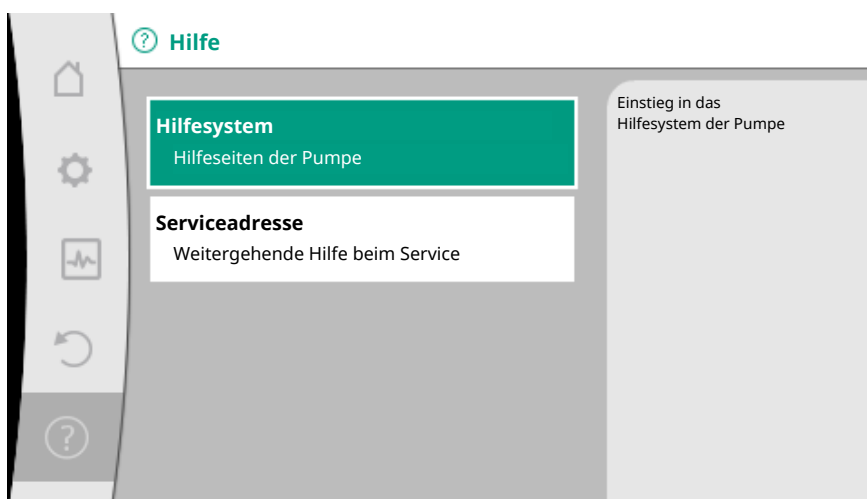 Hilfe
Hilfesystem
Hilfeseiten der Pumpe
Serviceadresse
Weitergehende Hilfe beim Service
Einstieg in das
Hilfesystem der Pumpe